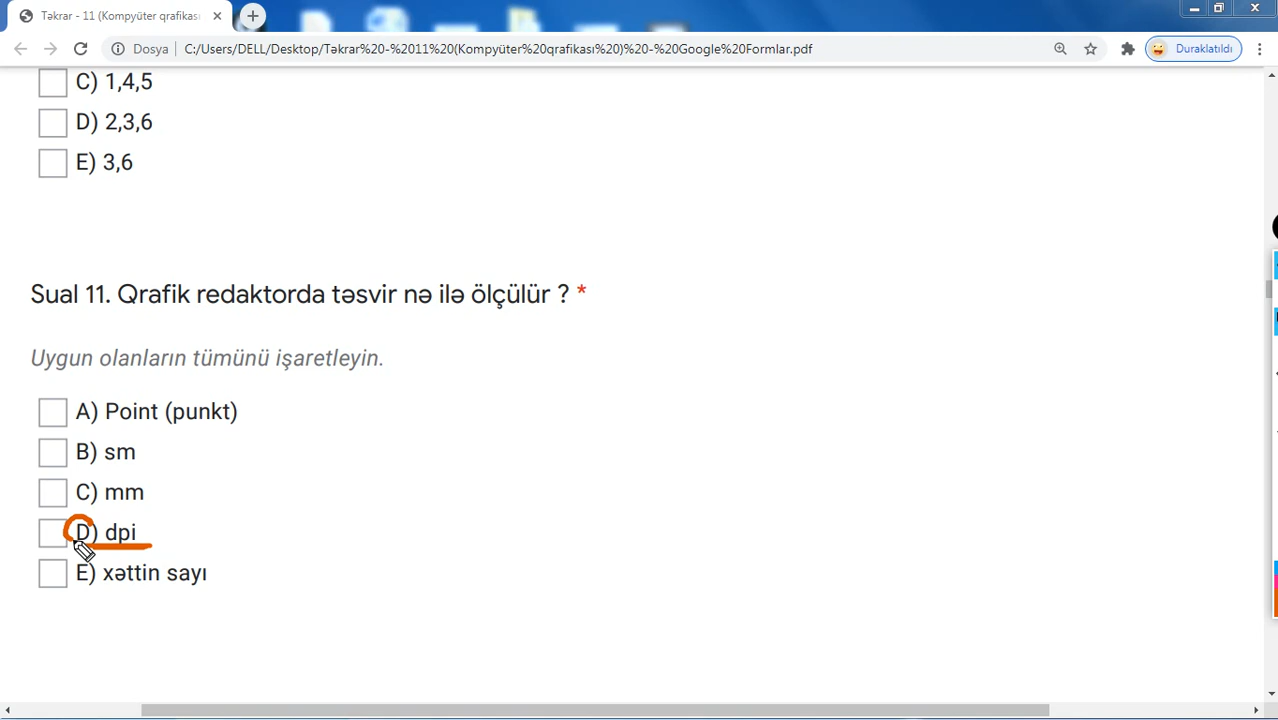 Təkrar - 11 (Kompyüter qrafikası
Dosya
C:/Users/DELL/Desktop/Təkrar%20-%2011%20(Kompyüter%20qrafikası%20)%20-%20Google%20Formlar.pdf
Duraklatıldı
C) 1,4,5
D) 2,3,6
E) 3,6
Sual 11. Qrafik redaktorda təsvir nə ilə ölçülür ? *
Uygun olanların tümünü işaretleyin.
A) Point (punkt)
B) sm
C) mm
D) dpi
E) xəttin sayı